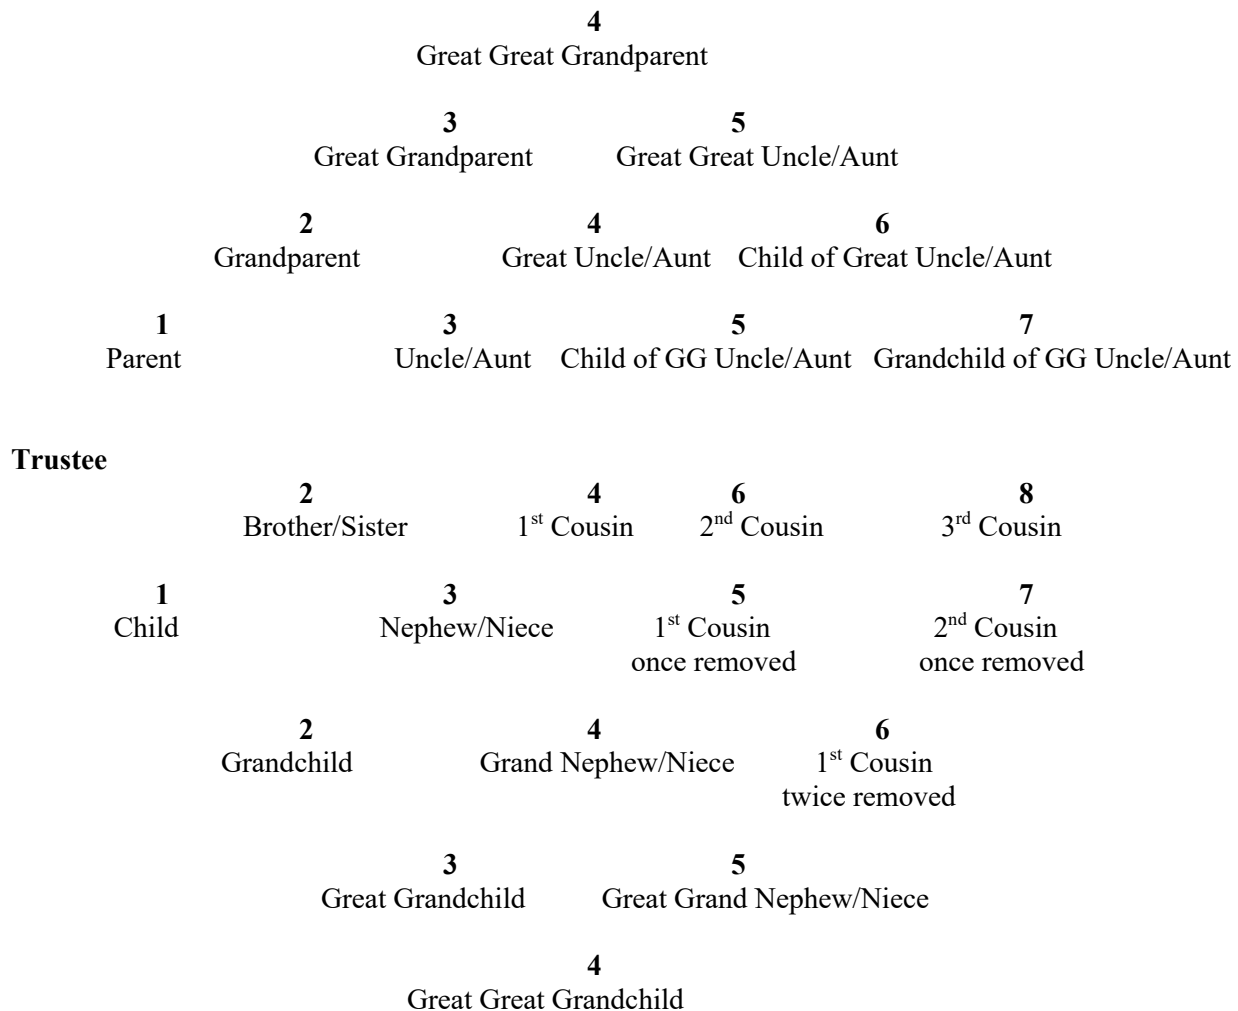 4
Great Great Grandparent
3 5
Great Grandparent Great Great Uncle/Aunt
2 4 6
Grandparent Great Uncle/Aunt Child of Great Uncle/Aunt
1 3 5 7
Parent Uncle/Aunt Child of GG Uncle/Aunt Grandchild of GG Uncle/Aunt
Trustee
2 4 6 8
Brother/Sister 1st Cousin 2nd Cousin 3rd Cousin
1 3 5 7
Child Nephew/Niece 1st Cousin 2nd Cousin
once removed once removed
2 4 6
Grandchild Grand Nephew/Niece 1st Cousin
twice removed
3 5
Great Grandchild Great Grand Nephew/Niece
4
Great Great Grandchild